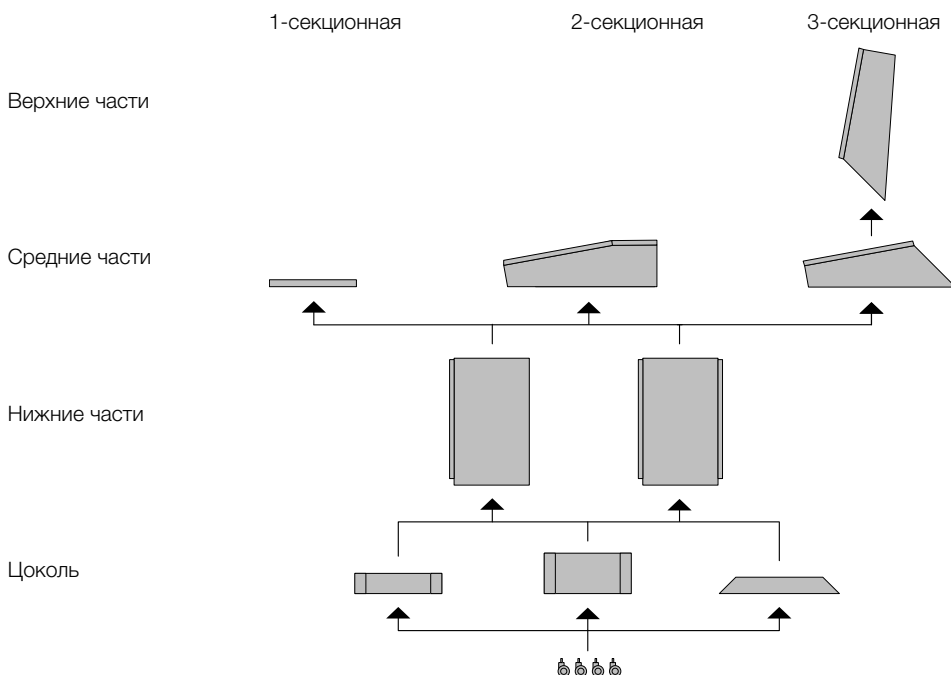 1-секционная 2-секционная 3-секционная
Верхние части
Средние части
Нижние части
Цоколь